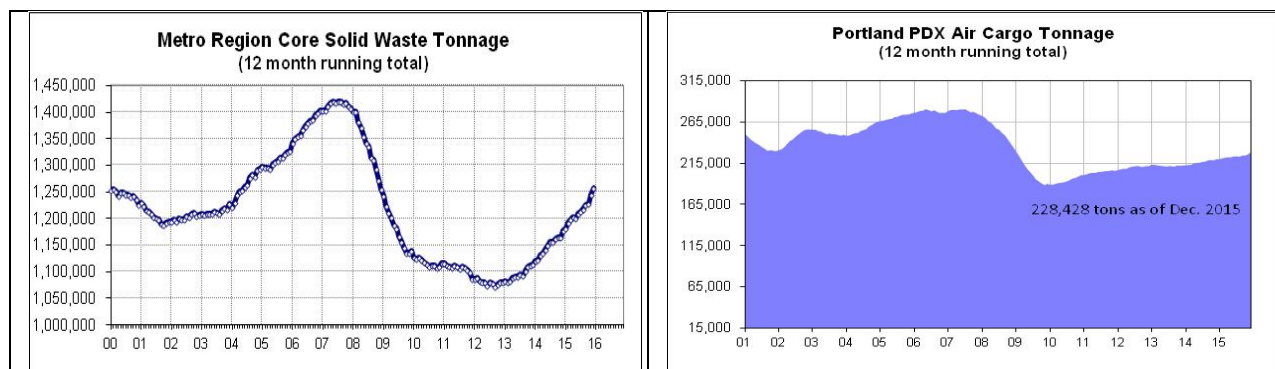 Metro Region Core Solid Waste Tonnage
(12 month running total)
1,450,000
1,400,000
1,350,000
1,300,000
1,250,000
1,200,000
1,150,000
1,100,000
1,050,000
1,000,000
00 01 02 03 04 05 06 07 08 09 10 11 12 13 14 15 16
Portland PDX Air Cargo Tonnage
(12 month running total)
315,000
265,000
215,000
165,000
115,000
65,000
15,000
228,428 tons as of Dec. 2015
01 02 03 04 05 06 07 08 09 10 11 12 13 14 15